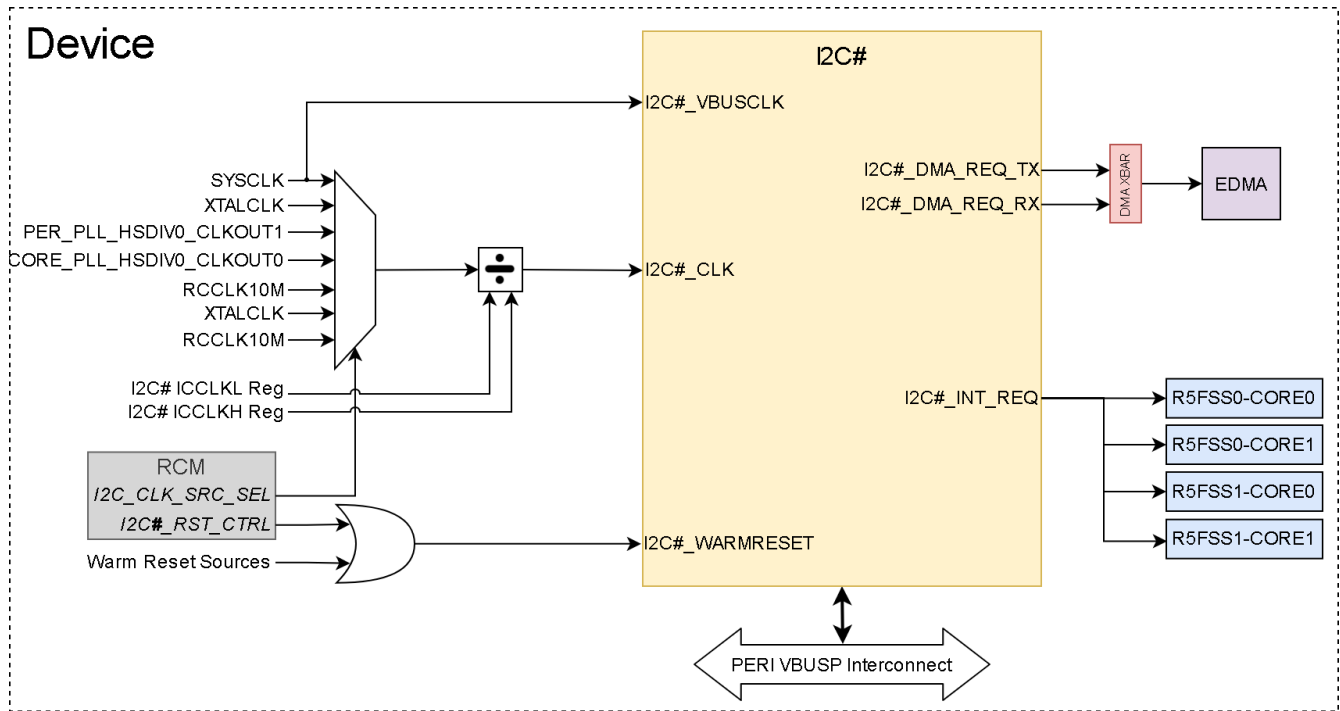 Device
I2C#
I2C#_VBUSCLK
SYSCLK
XTALCLK
PER_PLL_HSDIV0_CLKOUT1
CORE_PLL_HSDIV0_CLKOUT0
RCCLK10M
XTALCLK
RCCLK10M
I2C#_CLK
I2C# ICCLKL Reg
I2C# ICCLKH Reg
RCM
I2C_CLK_SRC_SEL
I2C#_RST_CTRL
Warm Reset Sources
I2C#_WARMRESET
I2C#_DMA_REQ_TX
I2C#_DMA_REQ_RX
DMA XBAR
EDMA
I2C#_INT_REQ
R5FSS0-CORE0
R5FSS0-CORE1
R5FSS1-CORE0
R5FSS1-CORE1
PERI VBUSP Interconnect